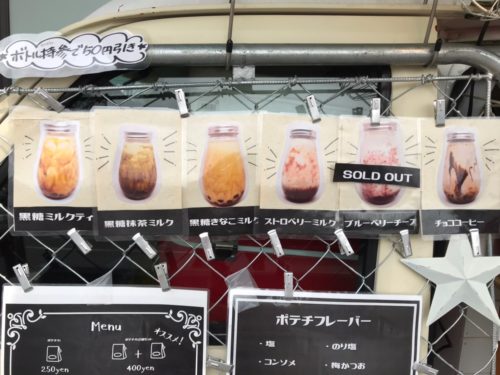 ボトル持参で50円引き
黒糖ミルクティ
黒糖抹茶ミルク
黒糖きなこミルク
ストロベリーミルク
SOLD OUT
ブルーベリーチーズ
チョココーヒー
Menu
オススメ!
+
250yen
400yen
ポテチフレーバー
・塩
・のり塩
・コンソメ
・梅かつお